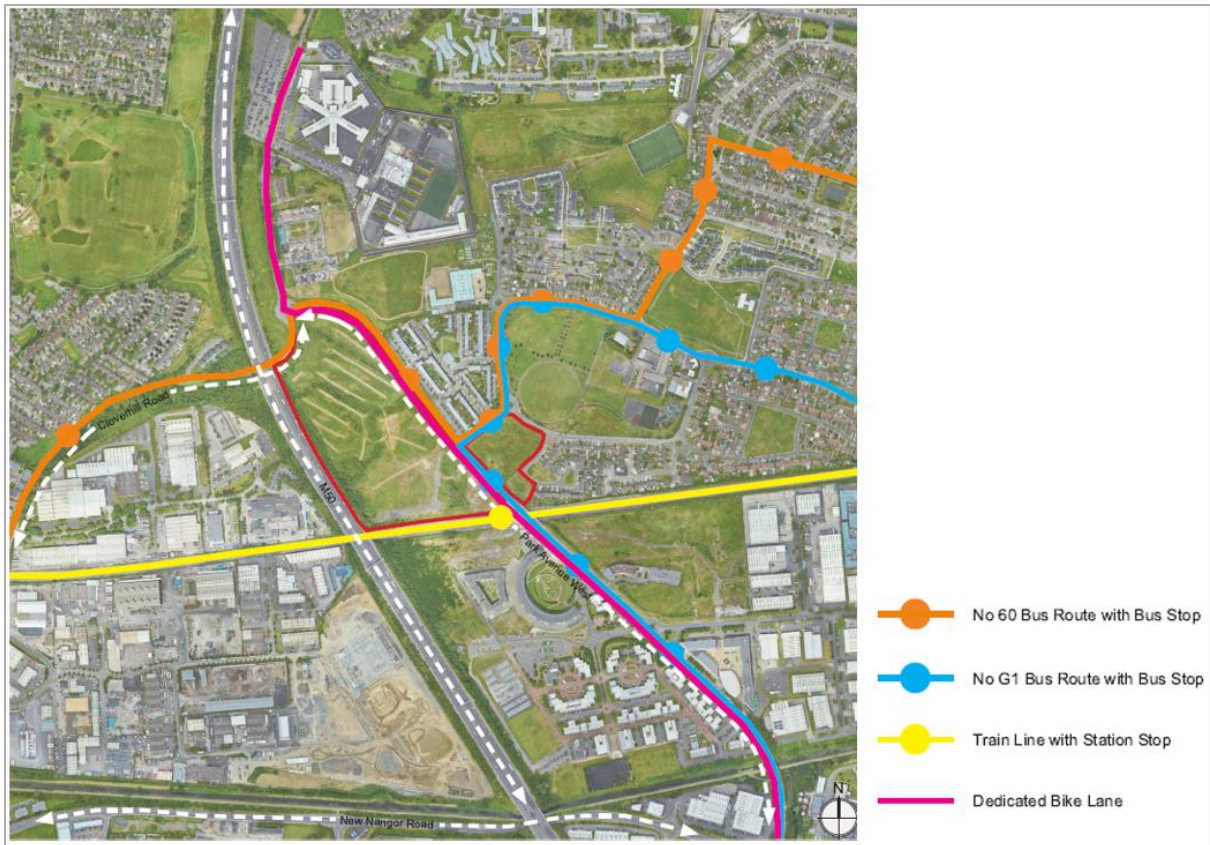 Cloverhill Road
M50
Park Avenue West
New Nangor Road
N
No 60 Bus Route with Bus Stop
No G1 Bus Route with Bus Stop
Train Line with Station Stop
Dedicated Bike Lane